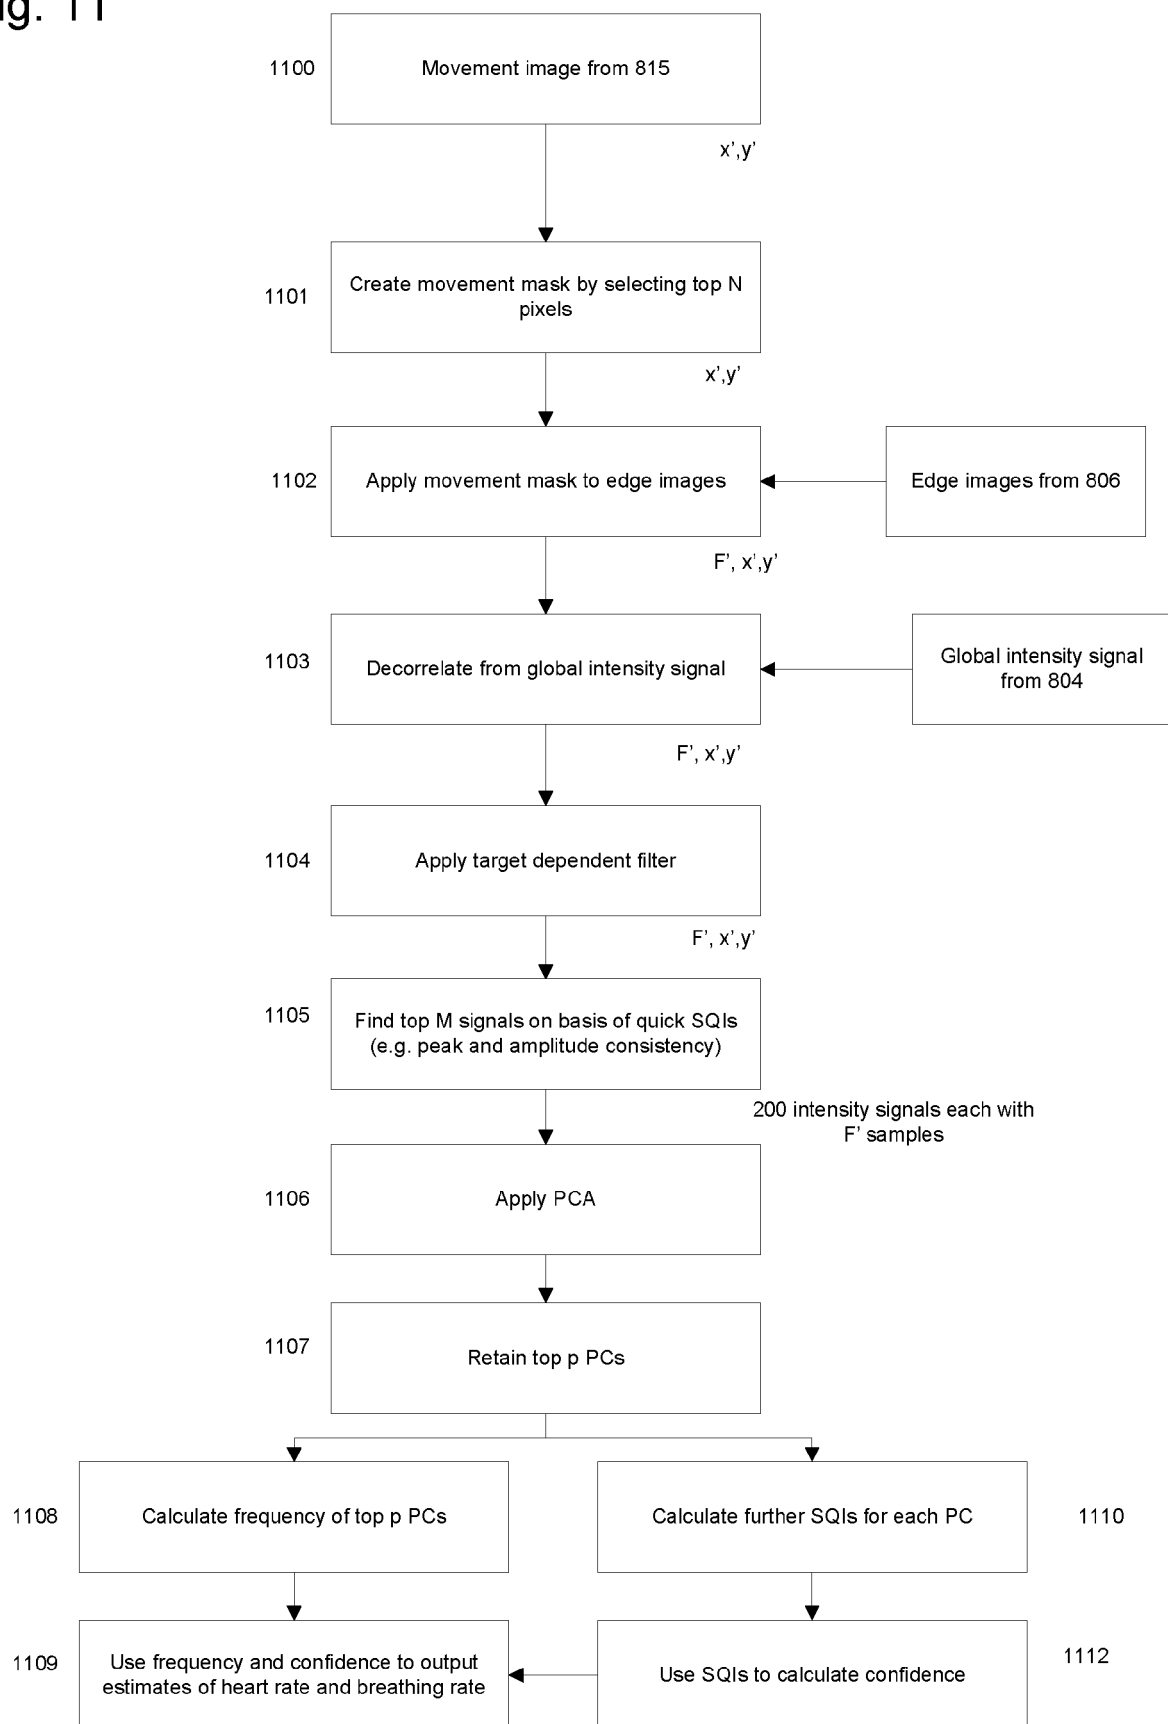 ig. 11
1100
Movement image from 815
x’,y’
1101
Create movement mask by selecting top N
pixels
x’,y’
1102
Apply movement mask to edge images
Edge images from 806
F’, x’,y’
1103
Decorrelate from global intensity signal
Global intensity signal
from 804
F’, x’,y’
1104
Apply target dependent filter
F’, x’,y’
1105
Find top M signals on basis of quick SQIs
(e.g. peak and amplitude consistency)
200 intensity signals each with
F’ samples
1106
Apply PCA
1107
Retain top p PCs
1108
Calculate frequency of top p PCs
Calculate further SQIs for each PC
1110
1109
Use frequency and confidence to output
estimates of heart rate and breathing rate
Use SQIs to calculate confidence
1112